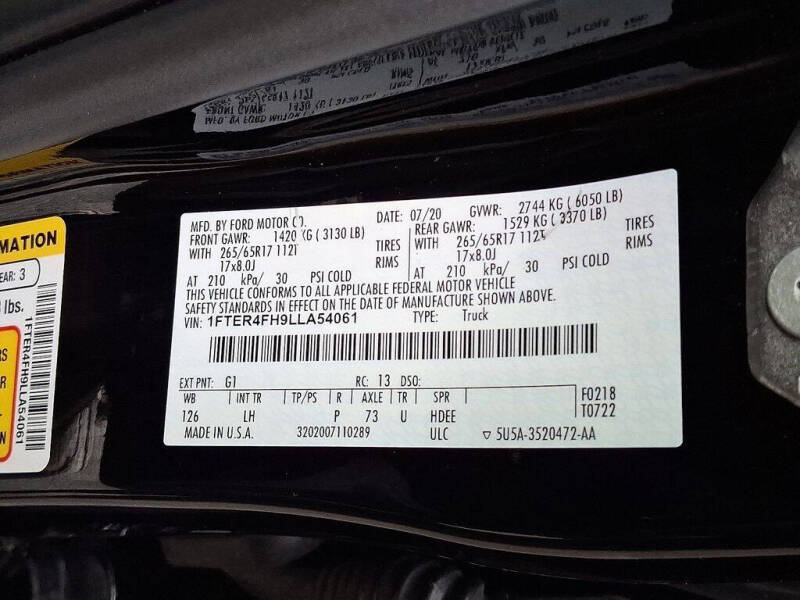 MFD. BY FORD MOTOR CO.
DATE: 07/20 GVWR: 2744 KG ( 6050 LB)
FRONT GAWR: 1420 KG ( 3130 LB) REAR GAWR: 1529 KG ( 3370 LB)
WITH 265/65R17 112T TIRES WITH 265/65R17 112T TIRES
17x8.0J RIMS 17x8.0J RIMS
AT 210 kPa/ 30 PSI COLD AT 210 kPa/ 30 PSI COLD
THIS VEHICLE CONFORMS TO ALL APPLICABLE FEDERAL MOTOR VEHICLE
SAFETY STANDARDS IN EFFECT ON THE DATE OF MANUFACTURE SHOWN ABOVE.
VIN: 1FTER4FH9LLA54061 TYPE: Truck
EXT PNT: G1 RC: 13 DSO:
WB INT TR TP/PS R AXLE TR SPR F0218
126 LH P 73 U HDEE T0722
MADE IN U.S.A. 3202007110289 ULC 5U5A-3520472-AA
MATION
EAR: 3
lbs.
1FTER4FH9LLA54061
RS
R